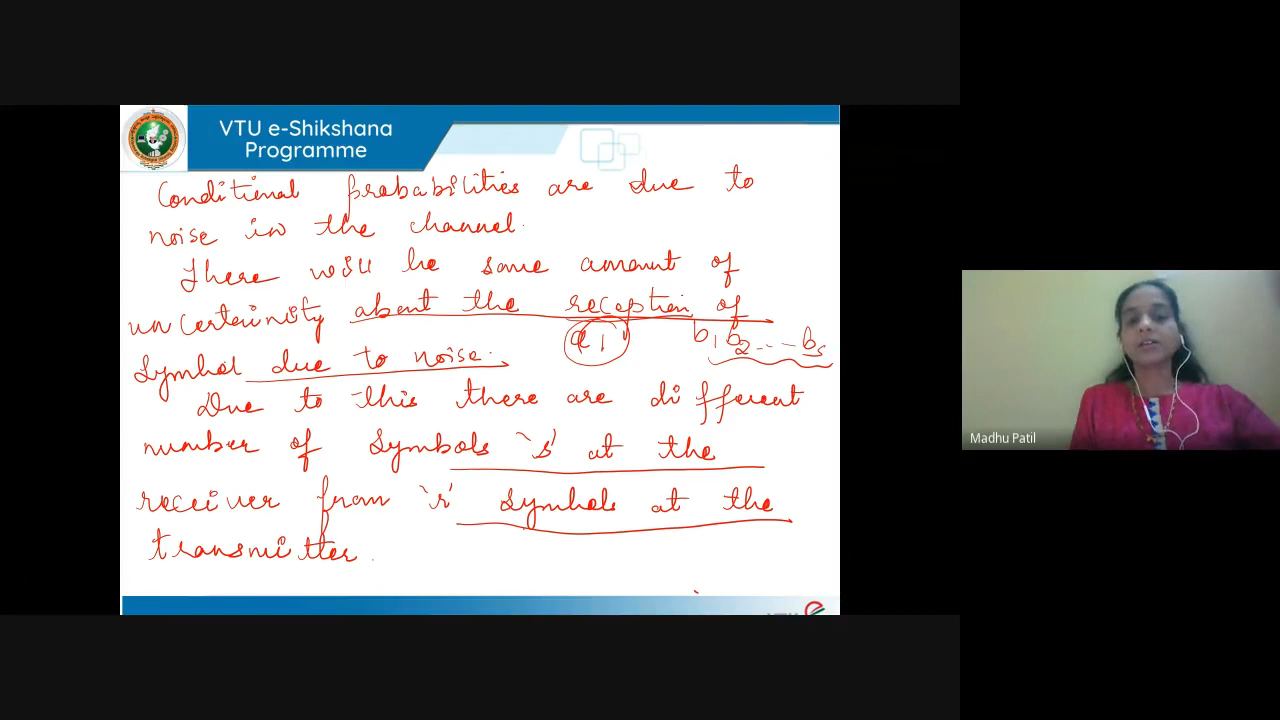 VTU e-Shikshana
Programme
Conditional probabilities are due to
noise in the channel.
There will be some amount of
uncertainity about the reception of
a1 b1 b2 --- bs
symbol due to noise.
Due to this there are different
number of symbols 's' at the
receiver from 'r' symbols at the
transmitter.
Madhu Patil